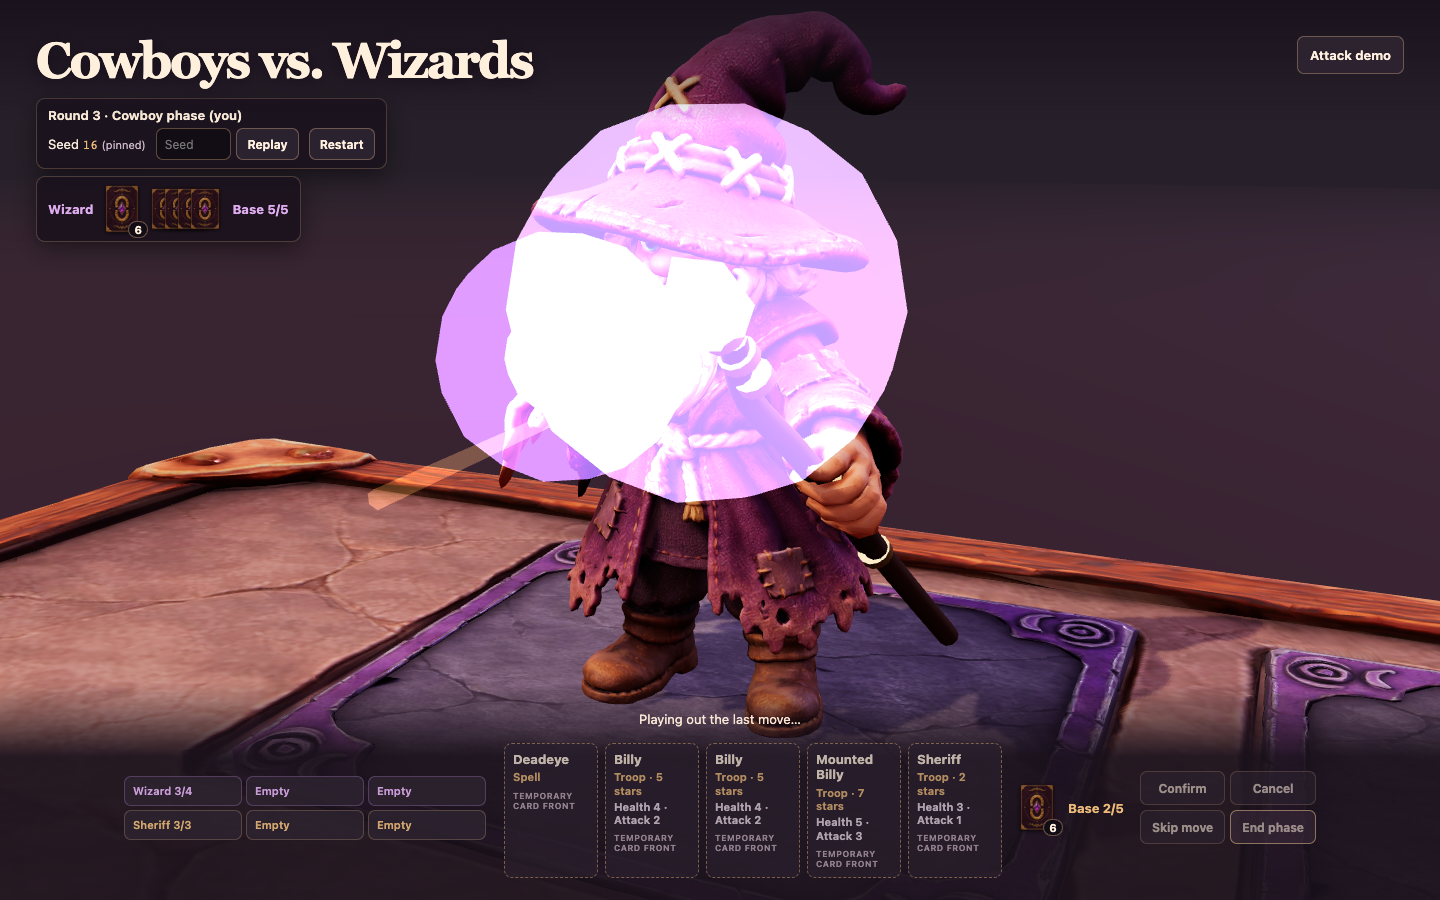 Cowboys vs. Wizards
Attack demo
Round 3 · Cowboy phase (you)
Seed 16 (pinned) Seed Replay Restart
Wizard 6 Base 5/5
Playing out the last move...
Wizard 3/4 Empty Empty
Sheriff 3/3 Empty Empty
Deadeye
Spell
TEMPORARY
CARD FRONT
Billy
Troop · 5
stars
Health 4 ·
Attack 2
TEMPORARY
CARD FRONT
Billy
Troop · 5
stars
Health 4 ·
Attack 2
TEMPORARY
CARD FRONT
Mounted
Billy
Troop · 7
stars
Health 5 ·
Attack 3
TEMPORARY
CARD FRONT
Sheriff
Troop · 2
stars
Health 3 ·
Attack 1
TEMPORARY
CARD FRONT
6 Base 2/5
Confirm Cancel
Skip move End phase